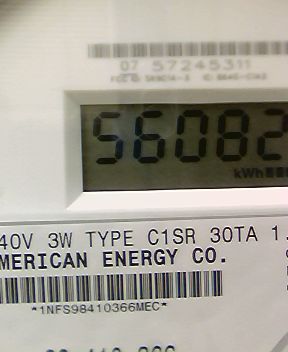 07 57245311
56082
kWh
40V 3W TYPE C1SR 30TA 1.
MERICAN ENERGY CO.
*1NFS98410366MEC*